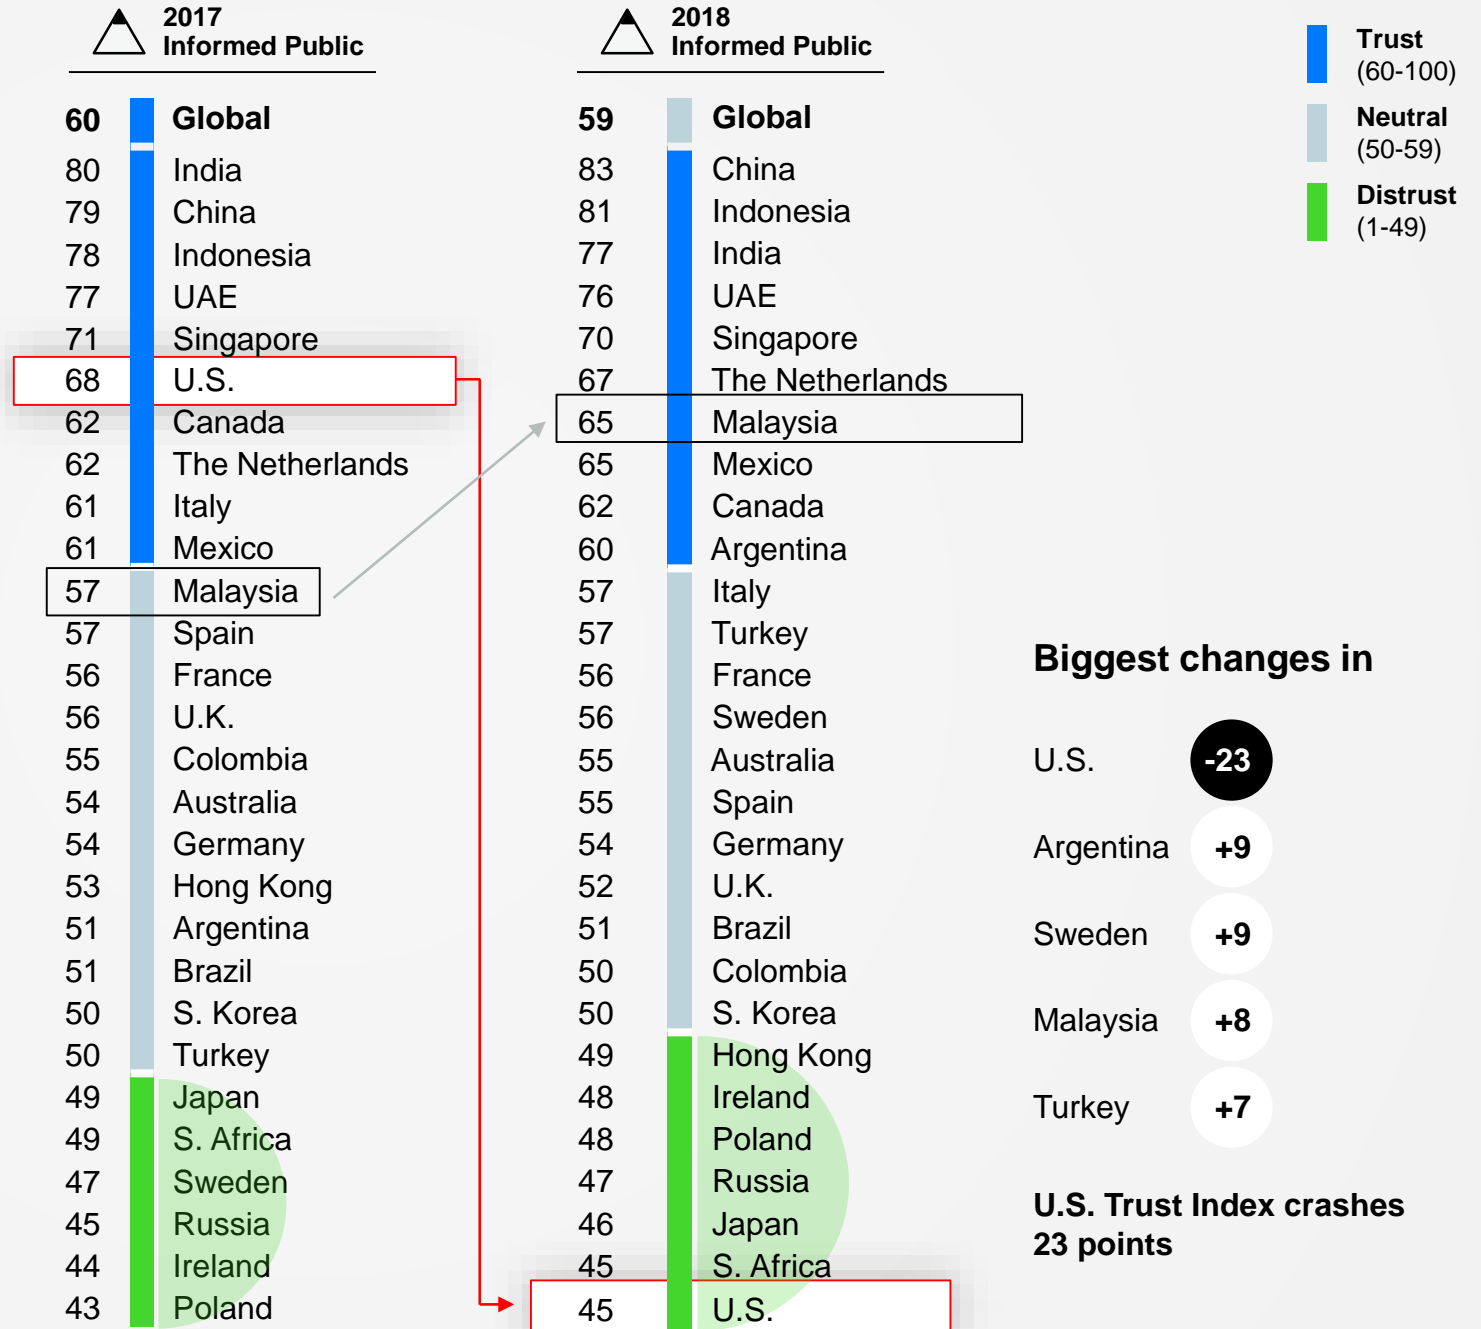 2017
Informed Public
60 Global
80 India
79 China
78 Indonesia
77 UAE
71 Singapore
68 U.S.
62 Canada
62 The Netherlands
61 Italy
61 Mexico
57 Malaysia
57 Spain
56 France
56 U.K.
55 Colombia
54 Australia
54 Germany
53 Hong Kong
51 Argentina
51 Brazil
50 S. Korea
50 Turkey
49 Japan
49 S. Africa
47 Sweden
45 Russia
44 Ireland
43 Poland
2018
Informed Public
59 Global
83 China
81 Indonesia
77 India
76 UAE
70 Singapore
67 The Netherlands
65 Malaysia
65 Mexico
62 Canada
60 Argentina
57 Italy
57 Turkey
56 France
56 Sweden
55 Australia
55 Spain
54 Germany
52 U.K.
51 Brazil
50 Colombia
50 S. Korea
49 Hong Kong
48 Ireland
48 Poland
47 Russia
46 Japan
45 S. Africa
45 U.S.
Trust
(60-100)
Neutral
(50-59)
Distrust
(1-49)
Biggest changes in
U.S. -23
Argentina +9
Sweden +9
Malaysia +8
Turkey +7
U.S. Trust Index crashes
23 points